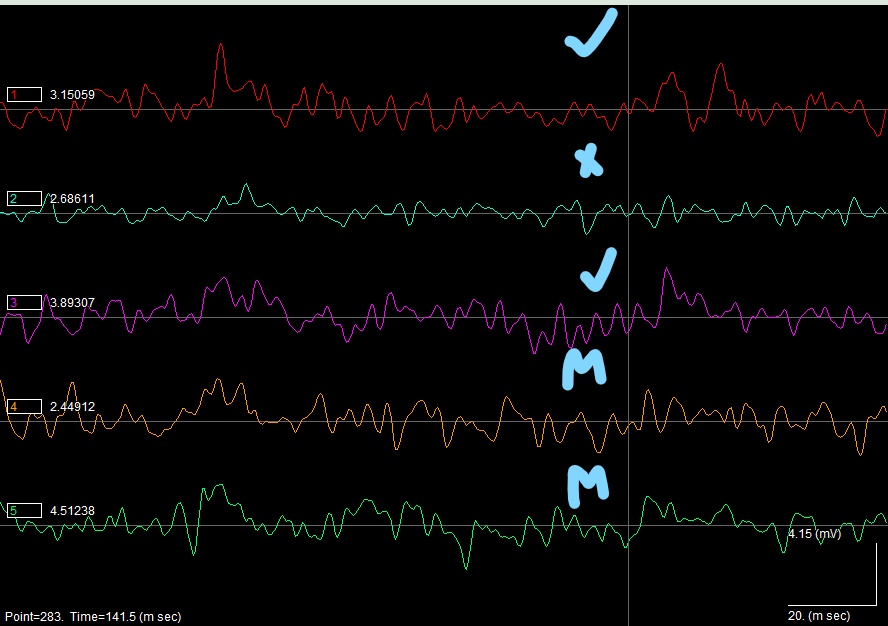 1 3.15059
2 2.68611
3 3.89307
M
4 2.44912
M
5 4.51238
4.15 (mV)
Point=283. Time=141.5 (m sec)
20. (m sec)